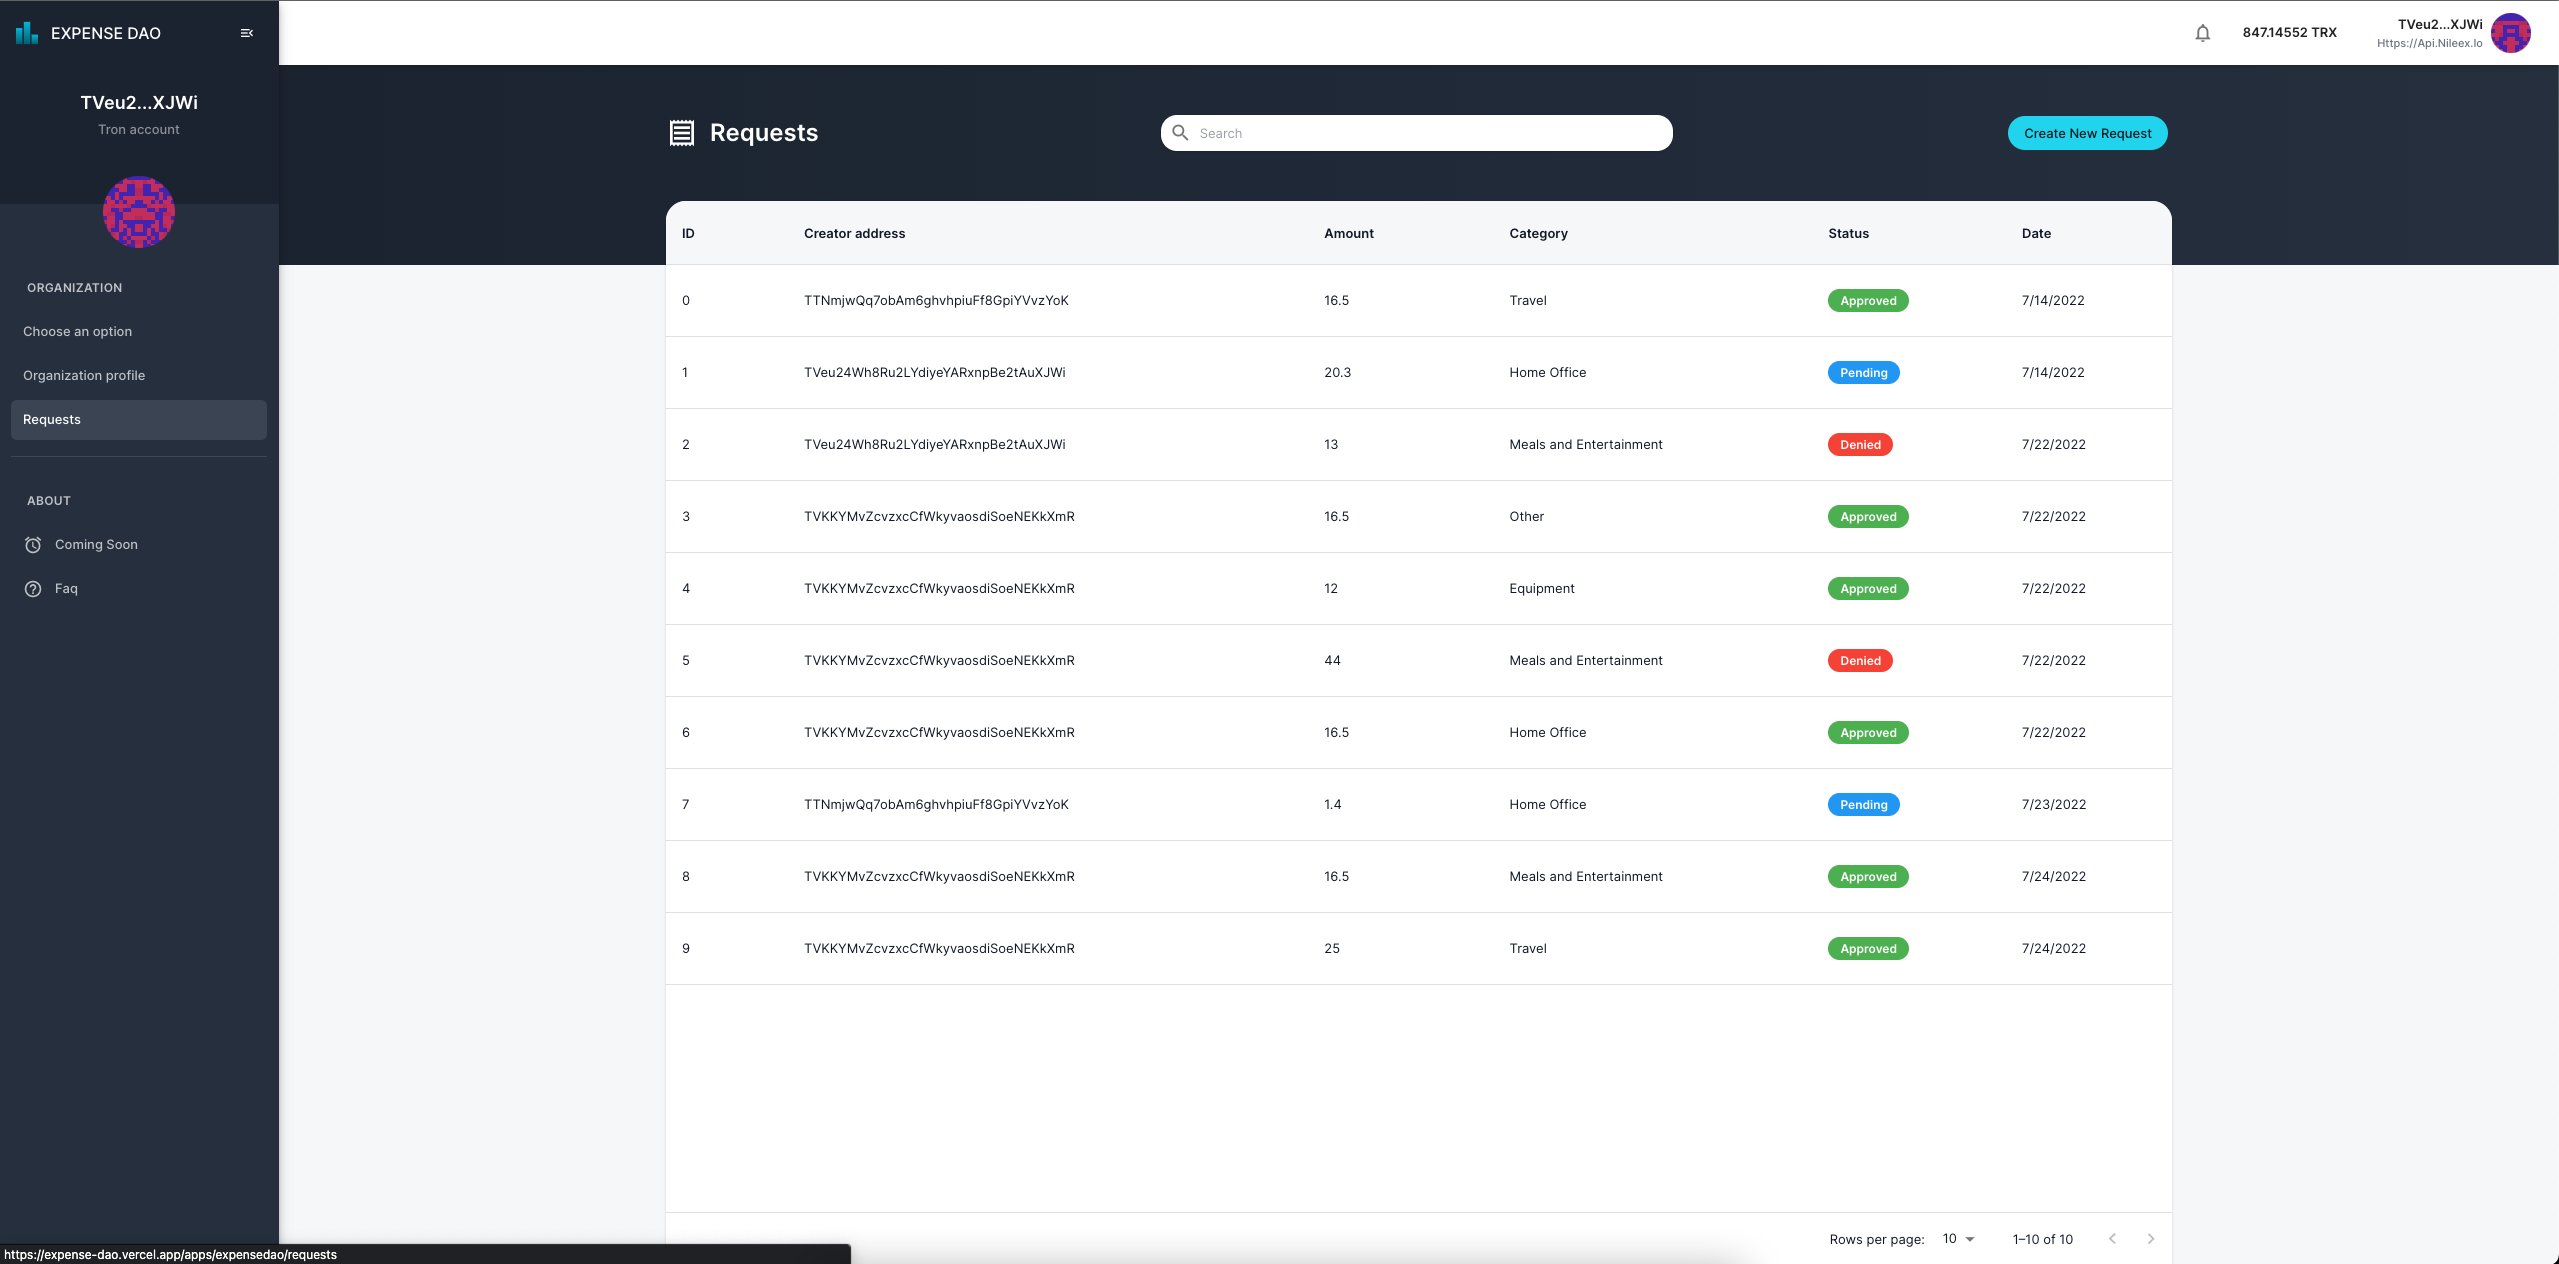 EXPENSE DAO
847.14552 TRX
TVeu2...XJWi
Https://Api.Nileex.Io
TVeu2...XJWi
Tron account
ORGANIZATION
Choose an option
Organization profile
Requests
ABOUT
Coming Soon
Faq
Requests
Search
Create New Request
ID Creator address Amount Category Status Date
0 TTNmjwQq7obAm6ghvhpiuFf8GpiYVvzYoK 16.5 Travel Approved 7/14/2022
1 TVeu24Wh8Ru2LYdiyeYARxnpBe2tAuXJWi 20.3 Home Office Pending 7/14/2022
2 TVeu24Wh8Ru2LYdiyeYARxnpBe2tAuXJWi 13 Meals and Entertainment Denied 7/22/2022
3 TVKKYMvZcvzxcCfWkyvaosdiSoeNEKkXmR 16.5 Other Approved 7/22/2022
4 TVKKYMvZcvzxcCfWkyvaosdiSoeNEKkXmR 12 Equipment Approved 7/22/2022
5 TVKKYMvZcvzxcCfWkyvaosdiSoeNEKkXmR 44 Meals and Entertainment Denied 7/22/2022
6 TVKKYMvZcvzxcCfWkyvaosdiSoeNEKkXmR 16.5 Home Office Approved 7/22/2022
7 TTNmjwQq7obAm6ghvhpiuFf8GpiYVvzYoK 1.4 Home Office Pending 7/23/2022
8 TVKKYMvZcvzxcCfWkyvaosdiSoeNEKkXmR 16.5 Meals and Entertainment Approved 7/24/2022
9 TVKKYMvZcvzxcCfWkyvaosdiSoeNEKkXmR 25 Travel Approved 7/24/2022
Rows per page: 10 1–10 of 10
https://expense-dao.vercel.app/apps/expensedao/requests